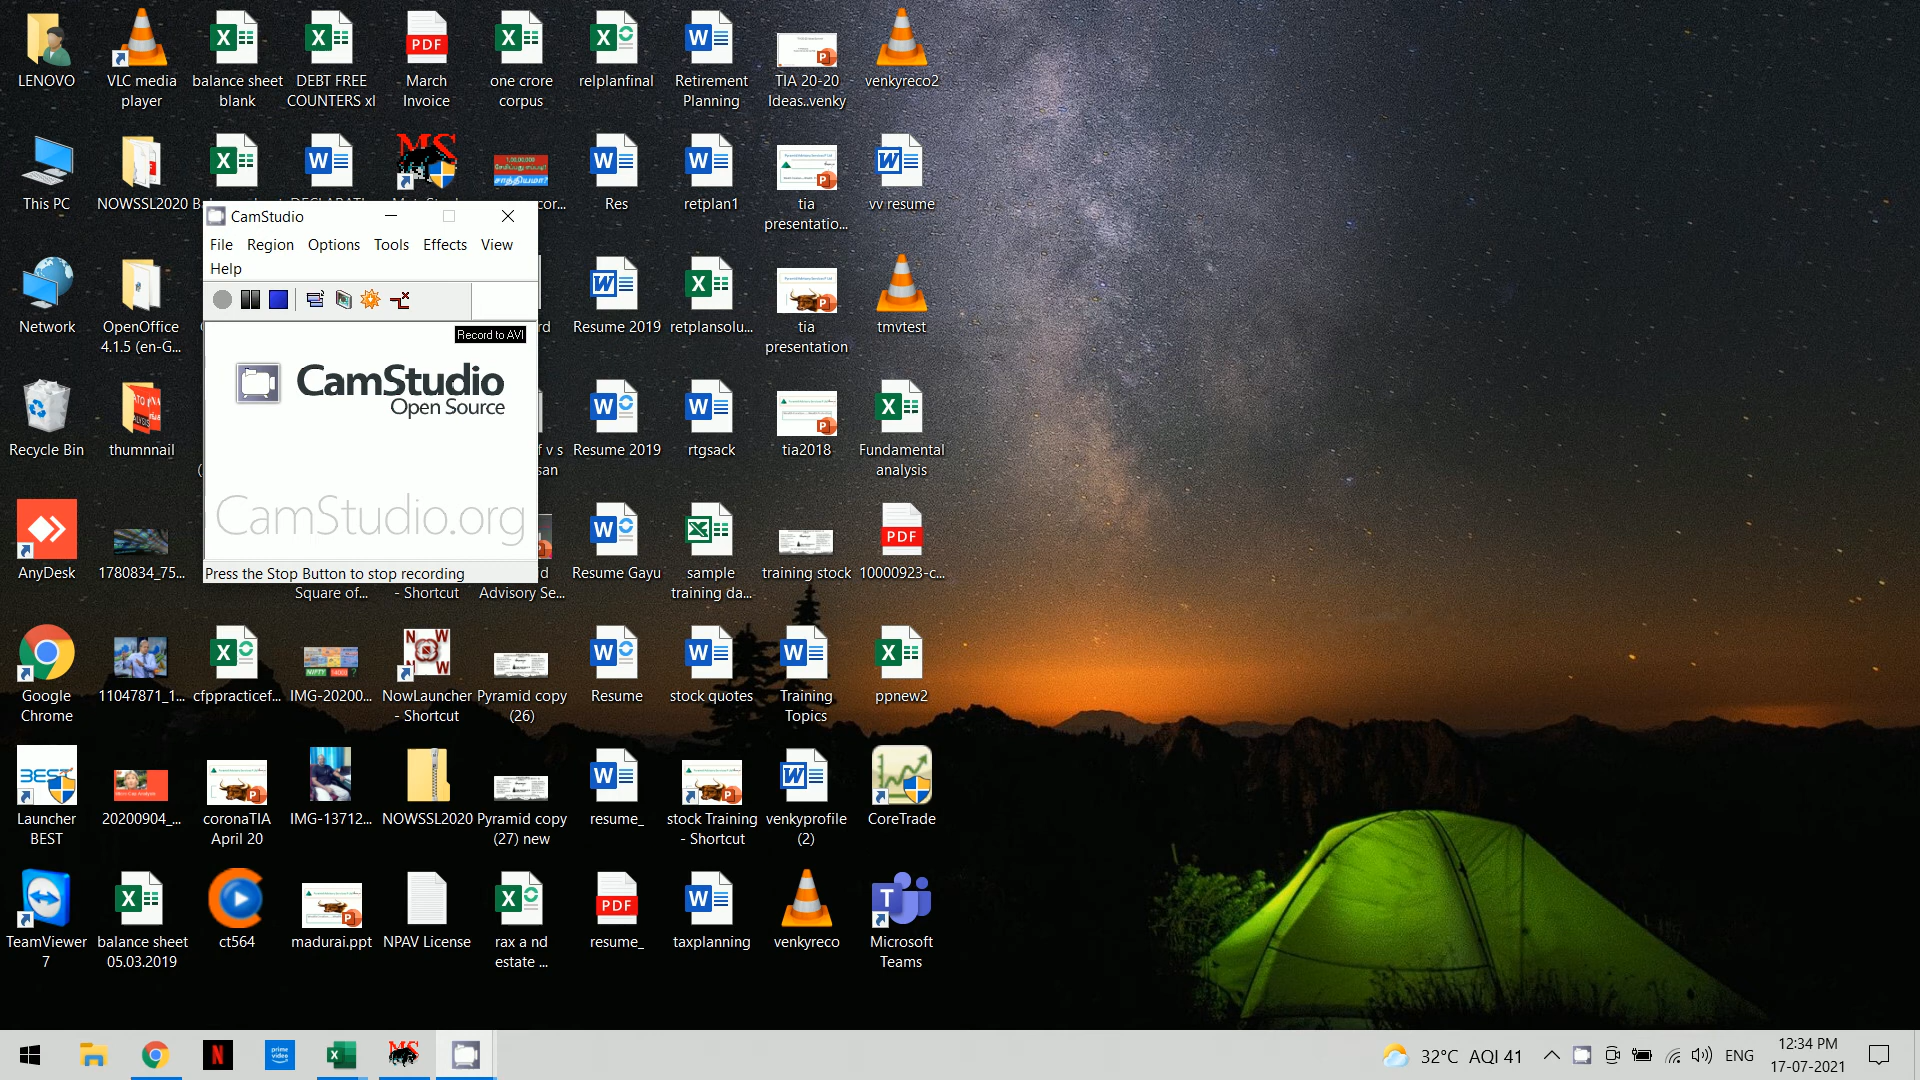 LENOVO
VLC media
player
balance sheet
blank
DEBT FREE
COUNTERS xl
March
Invoice
one crore
corpus
relplanfinal
Retirement
Planning
TIA 20-20
Ideas..venky
venkyreco2
This PC
NOWSSL2020
Res
retplan1
tia
presentatio...
vv resume
CamStudio
File Region Options Tools Effects View
Help
Record to AVI
CamStudio
Open Source
CamStudio.org
Press the Stop Button to stop recording
Network
OpenOffice
4.1.5 (en-G...
rd
Resume 2019
retplansolu...
tia
presentation
tmvtest
Recycle Bin
thumnnail
f v s
san
Resume 2019
rtgsack
tia2018
Fundamental
analysis
AnyDesk
1780834_75...
Square of...
- Shortcut
Advisory Se...
Resume Gayu
sample
training da...
training stock
10000923-c...
Google
Chrome
11047871_1...
cfppracticef...
IMG-20200...
NowLauncher
- Shortcut
Pyramid copy
(26)
Resume
stock quotes
Training
Topics
ppnew2
Launcher
BEST
20200904_...
coronaTIA
April 20
IMG-13712...
NOWSSL2020
Pyramid copy
(27) new
resume_
stock Training
- Shortcut
venkyprofile
(2)
CoreTrade
TeamViewer
7
balance sheet
05.03.2019
ct564
madurai.ppt
NPAV License
rax a nd
estate ...
resume_
taxplanning
venkyreco
Microsoft
Teams
32°C AQI 41
ENG
12:34 PM
17-07-2021